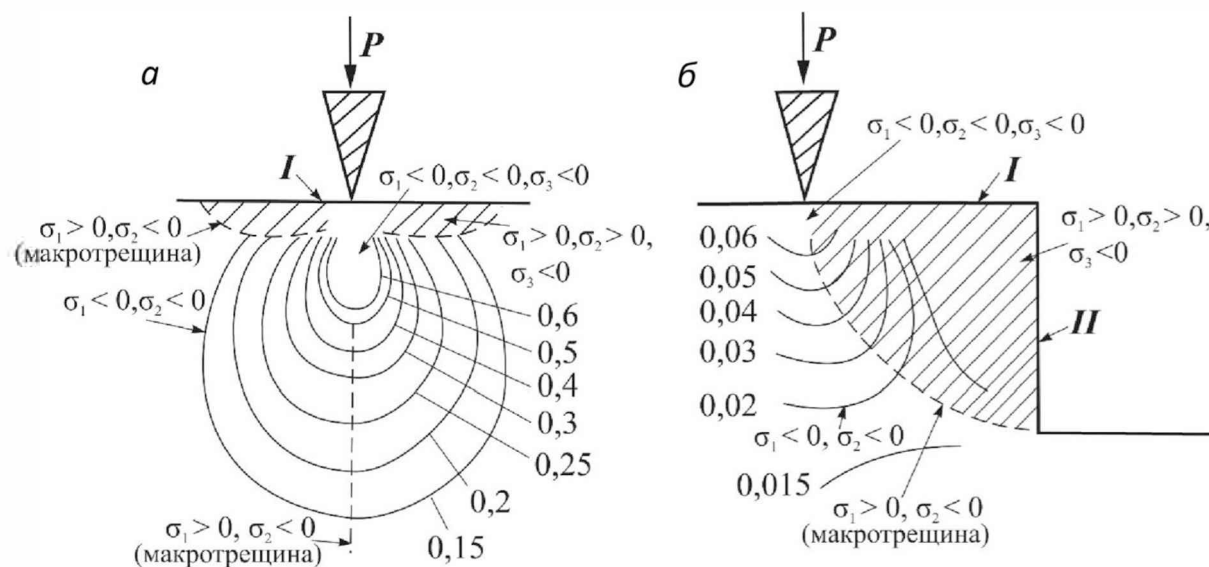 а
P
I
σ₁ < 0, σ₂ < 0, σ₃ < 0
σ₁ > 0, σ₂ < 0
(макротрещина)
σ₁ > 0, σ₂ > 0,
σ₃ < 0
σ₁ < 0, σ₂ < 0
0,6
0,5
0,4
0,3
0,25
0,2
0,15
σ₁ > 0, σ₂ < 0
(макротрещина)
б
P
σ₁ < 0, σ₂ < 0, σ₃ < 0
I
σ₁ > 0, σ₂ > 0,
σ₃ < 0
II
0,06
0,05
0,04
0,03
0,02
σ₁ < 0, σ₂ < 0
0,015
σ₁ > 0, σ₂ < 0
(макротрещина)